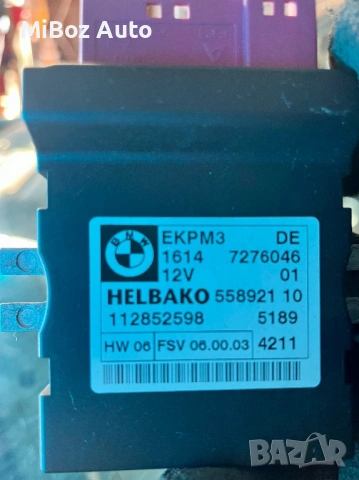 MiBoz Auto
BMW
EKPM3 DE
1614 7276046
12V 01
HELBAKO 558921 10
112852598 5189
HW 06 FSV 06.00.03 4211
BAZAR